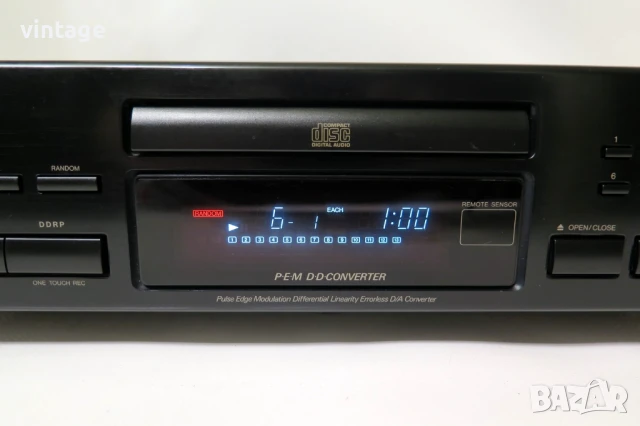 vintage
COMPACT
disc
DIGITAL AUDIO
1
RANDOM
6
RANDOM 6- 1 EACH 1:00
REMOTE SENSOR
1 2 3 4 5 6 7 8 9 10 11 12 13
DDRP
OPEN/CLOSE
P·E·M D·D·CONVERTER
ONE TOUCH REC
Pulse Edge Modulation Differential Linearity Errorless D/A Converter
BAZAR